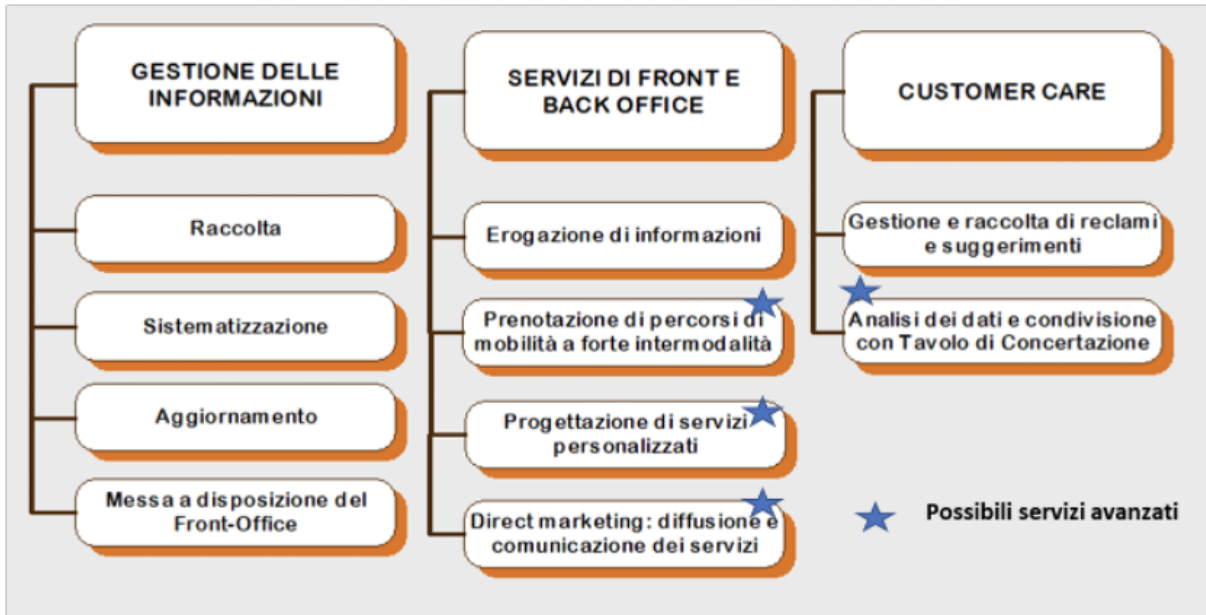 GESTIONE DELLE
INFORMAZIONI
Raccolta
Sistematizzazione
Aggiornamento
Messa a disposizione del
Front-Office
SERVIZI DI FRONT E
BACK OFFICE
Erogazione di informazioni
Prenotazione di percorsi di
mobilità a forte intermodalità
Progettazione di servizi
personalizzati
Direct marketing: diffusione e
comunicazione dei servizi
CUSTOMER CARE
Gestione e raccolta di reclami
e suggerimenti
Analisi dei dati e condivisione
con Tavolo di Concertazione
Possibili servizi avanzati